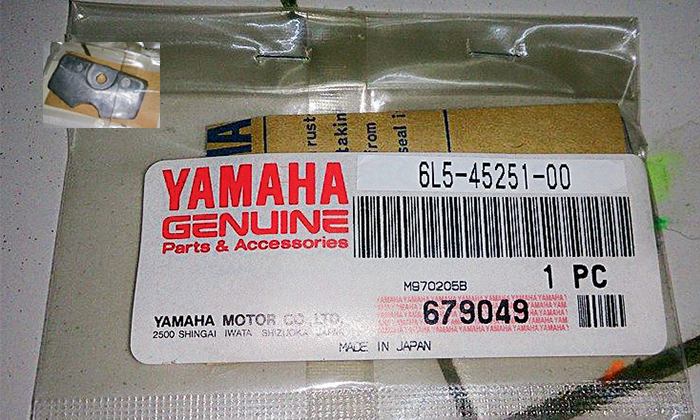 rust
taking
from
seal i
YAMAHA
GENUINE
Parts & Accessories
6L5-45251-00
M970205B
1 PC
679049
YAMAHA MOTOR CO., LTD.
2500 SHINGAI IWATA SHIZUOKA JAPAN
MADE IN JAPAN